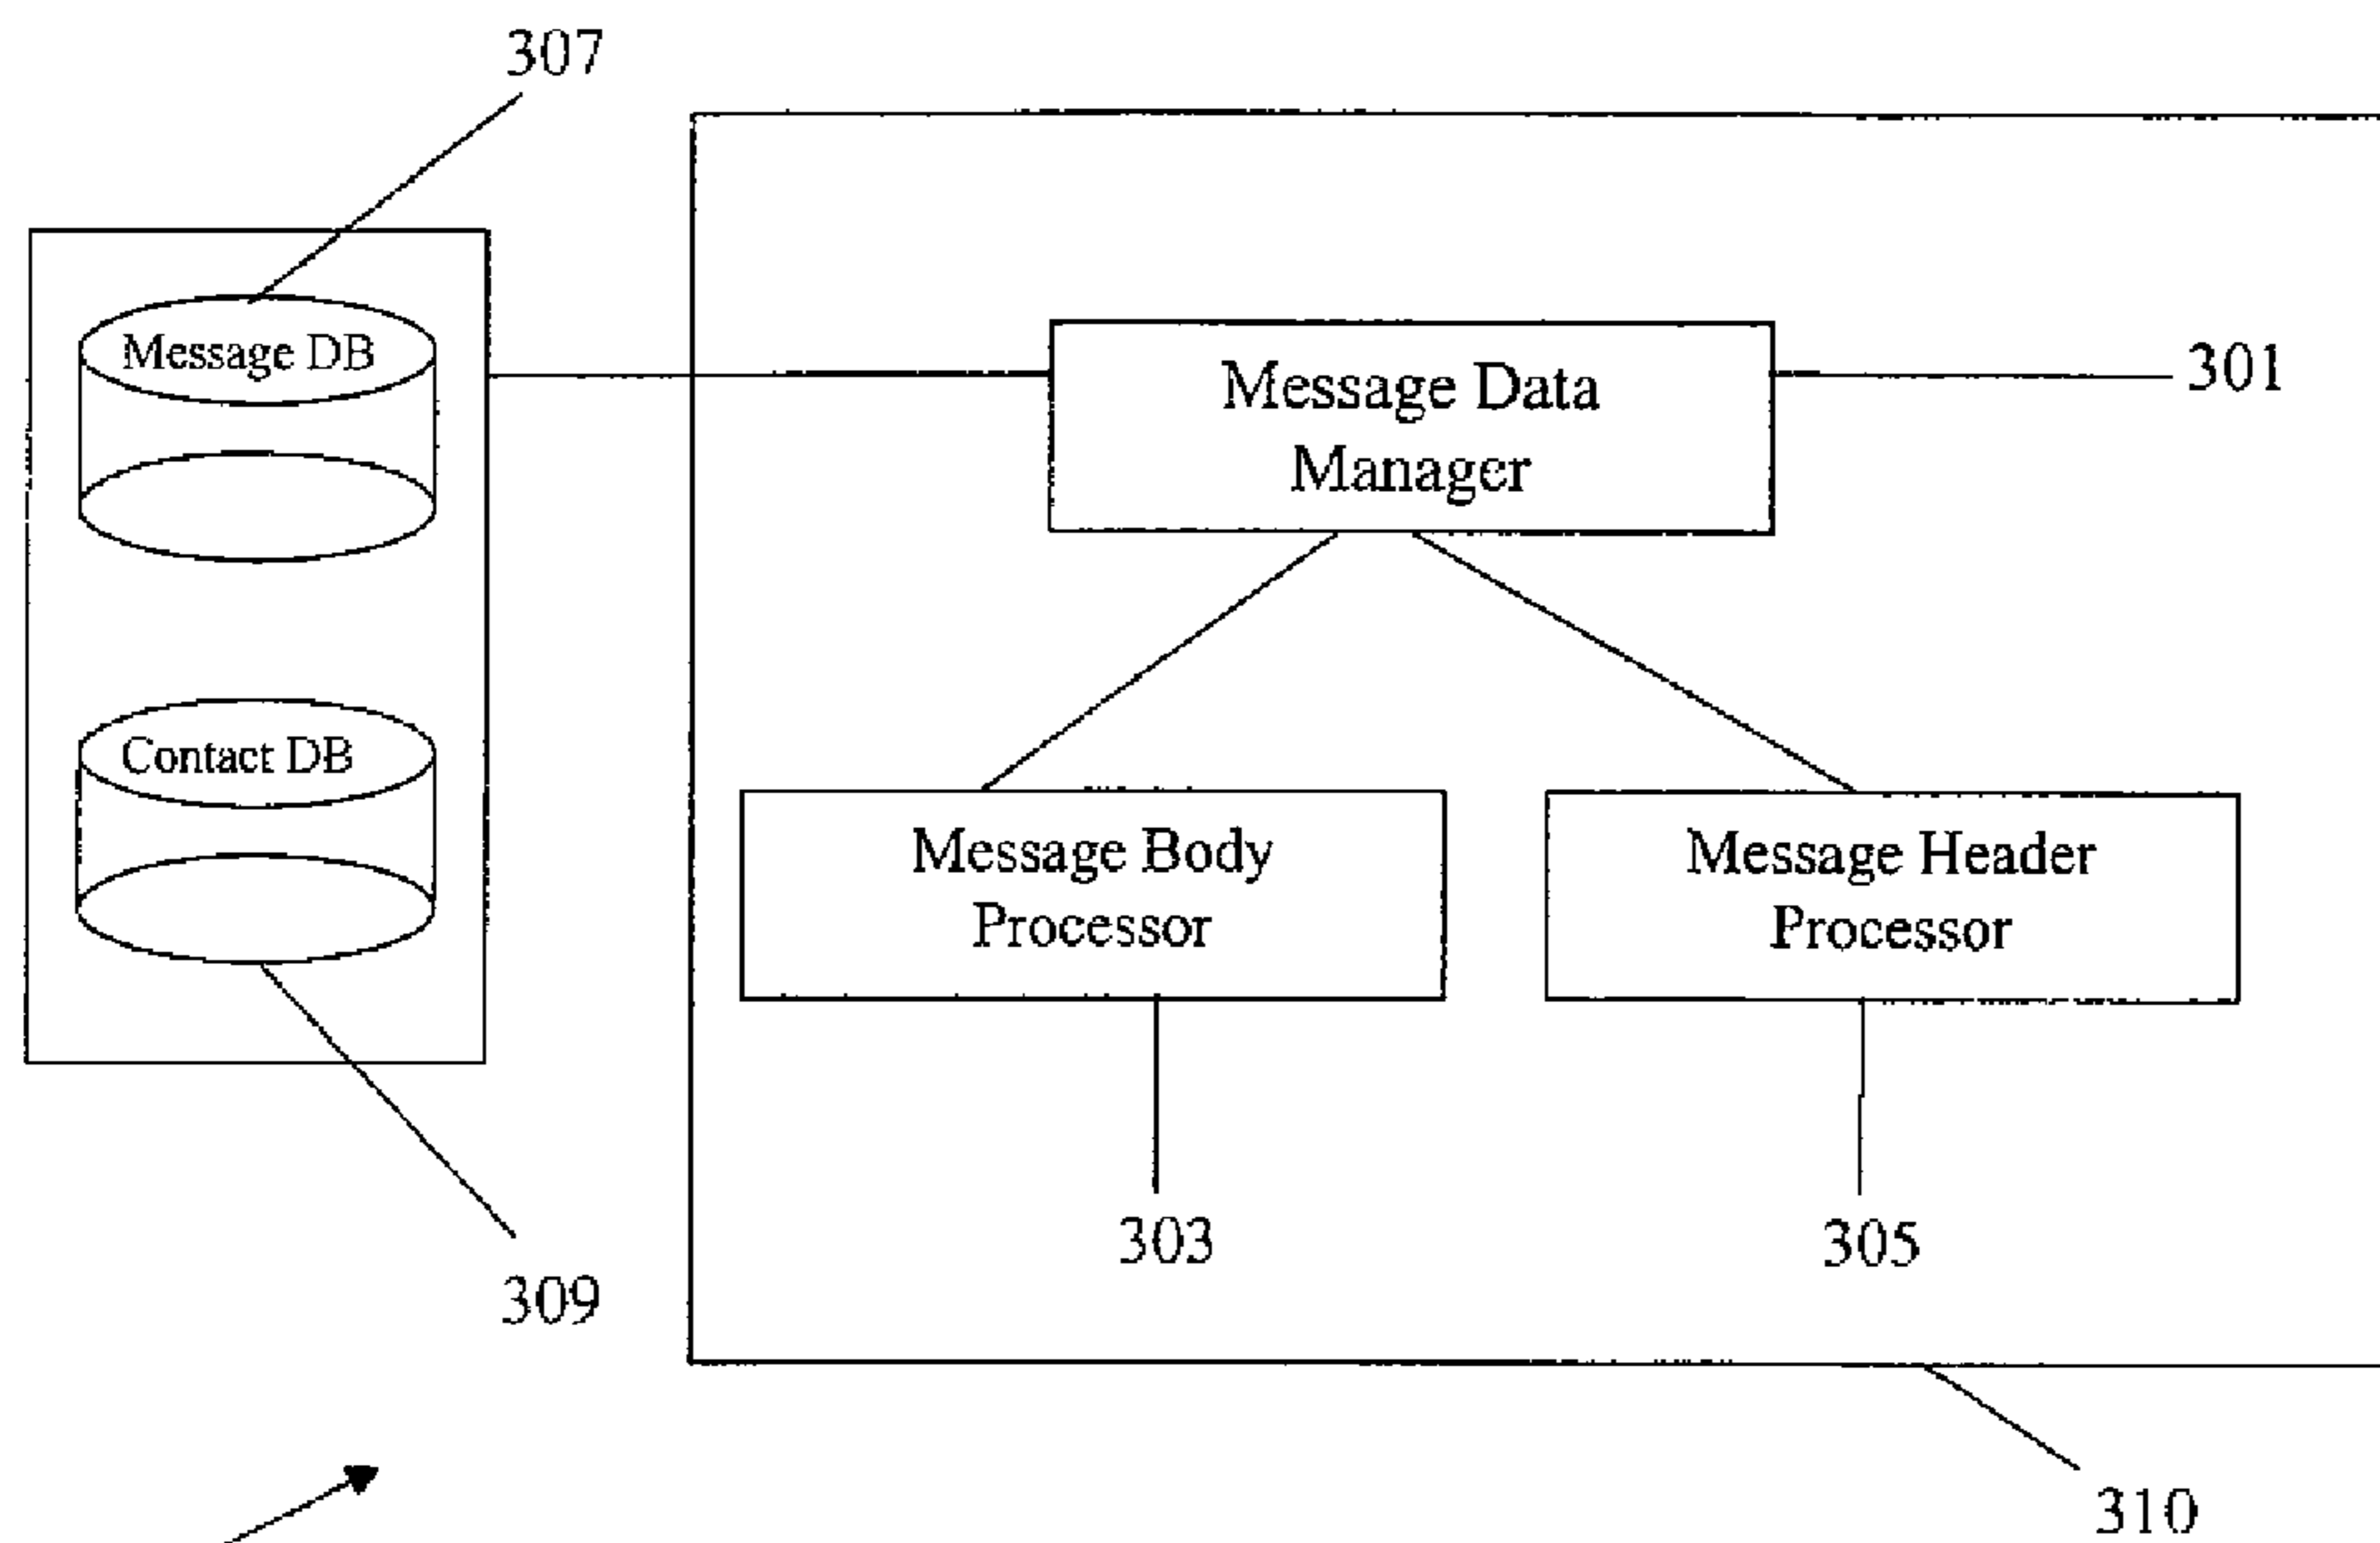 307
Message DB
Message Data
Manager
301
Contact DB
Message Body
Processor
Message Header
Processor
303
305
309
310